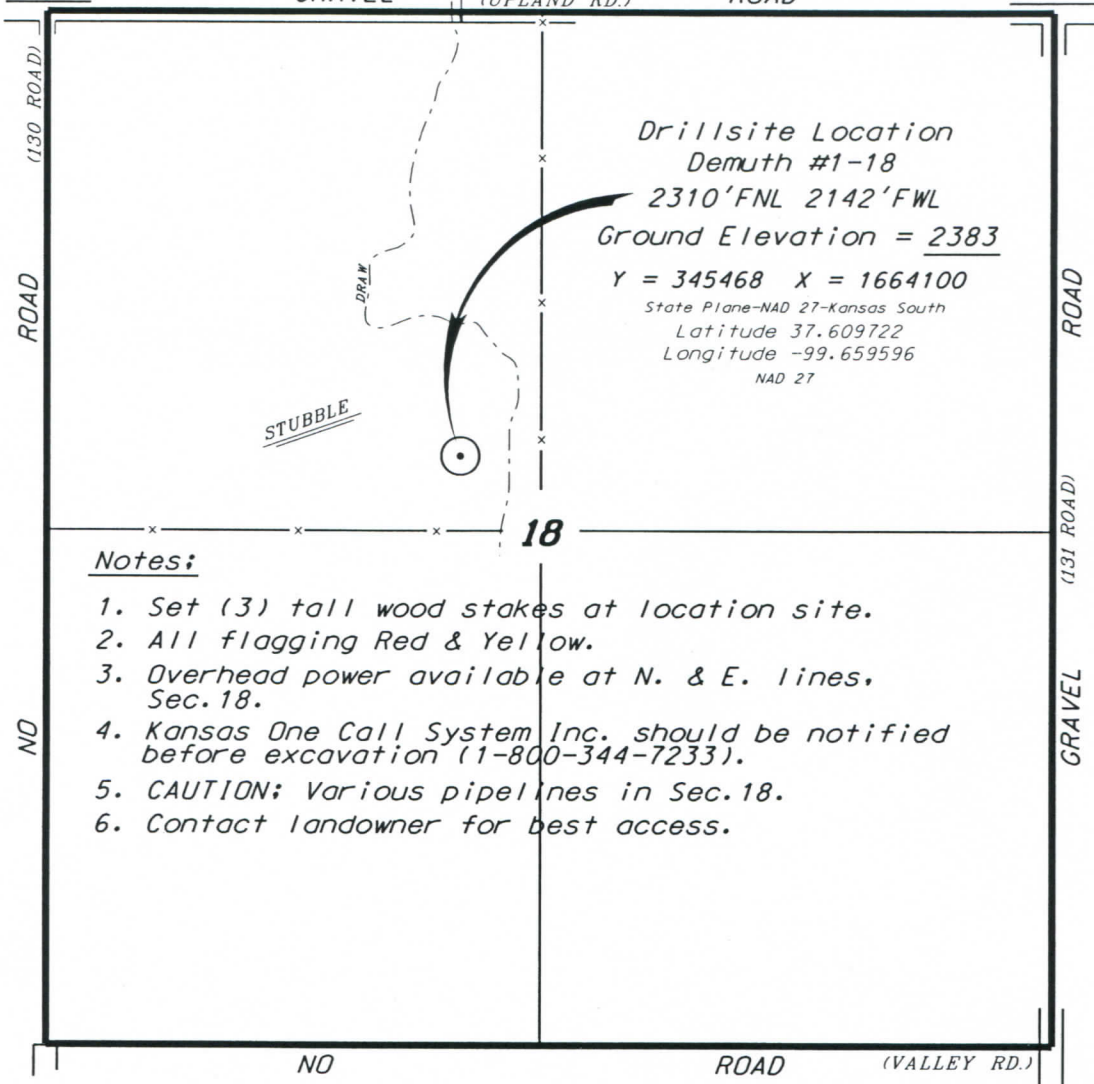 GRAVEL (UPLAND RD.) ROAD
(130 ROAD)
ROAD
NO
Drillsite Location
Demuth #1-18
2310'FNL 2142'FWL
Ground Elevation = 2383
Y = 345468 X = 1664100
State Plane-NAD 27-Kansas South
Latitude 37.609722
Longitude -99.659596
NAD 27
DRAW
STUBBLE
ROAD
(131 ROAD)
GRAVEL
18
Notes:
1. Set (3) tall wood stakes at location site.
2. All flagging Red & Yellow.
3. Overhead power available at N. & E. lines,
Sec. 18.
4. Kansas One Call System Inc. should be notified
before excavation (1-800-344-7233).
5. CAUTION: Various pipelines in Sec. 18.
6. Contact landowner for best access.
NO ROAD (VALLEY RD.)